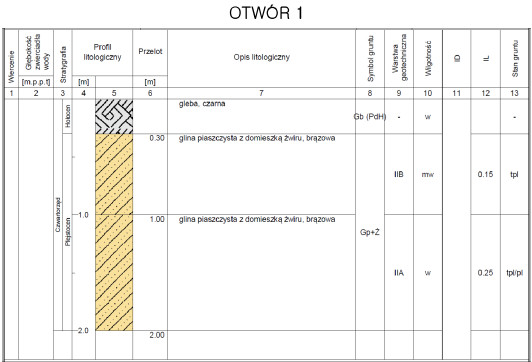 OTWÓR 1
Wiercenie
Głębokość
zwierciadła
wody
[m.p.p.t]
Stratygrafia
Profil
litologiczny
[m]
Przelot
[m]
Opis litologiczny
Symbol gruntu
Warstwa
geotechniczna
Wilgotność
ID
IL
Stan gruntu
1 2 3 4 5 6 7 8 9 10 11 12 13
Holocen
gleba, czarna
Gb (PdH) - w -
0.30 glina piaszczysta z domieszką żwiru, brązowa
IIB mw 0.15 tpl
Czwartorzęd
Plejstocen
1.0 1.00 glina piaszczysta z domieszką żwiru, brązowa
Gp+Ż
IIA w 0.25 tpl/pl
2.0 2.00